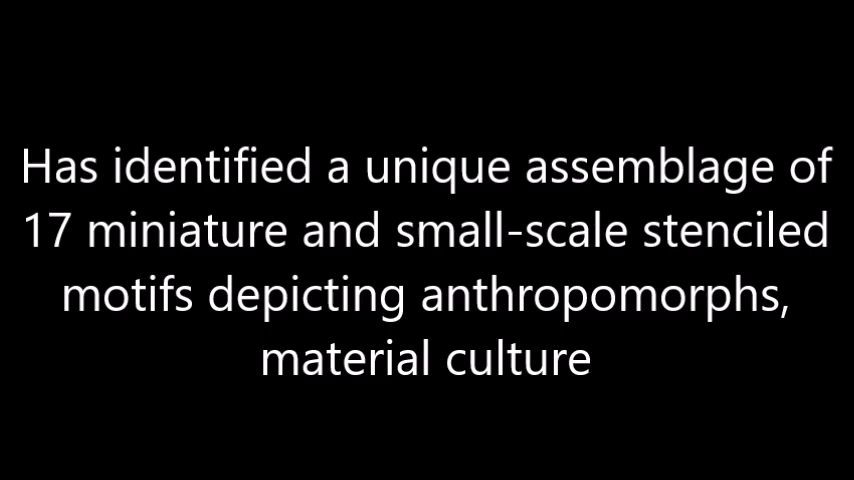 Has identified a unique assemblage of
17 miniature and small-scale stenciled
motifs depicting anthropomorphs,
material culture